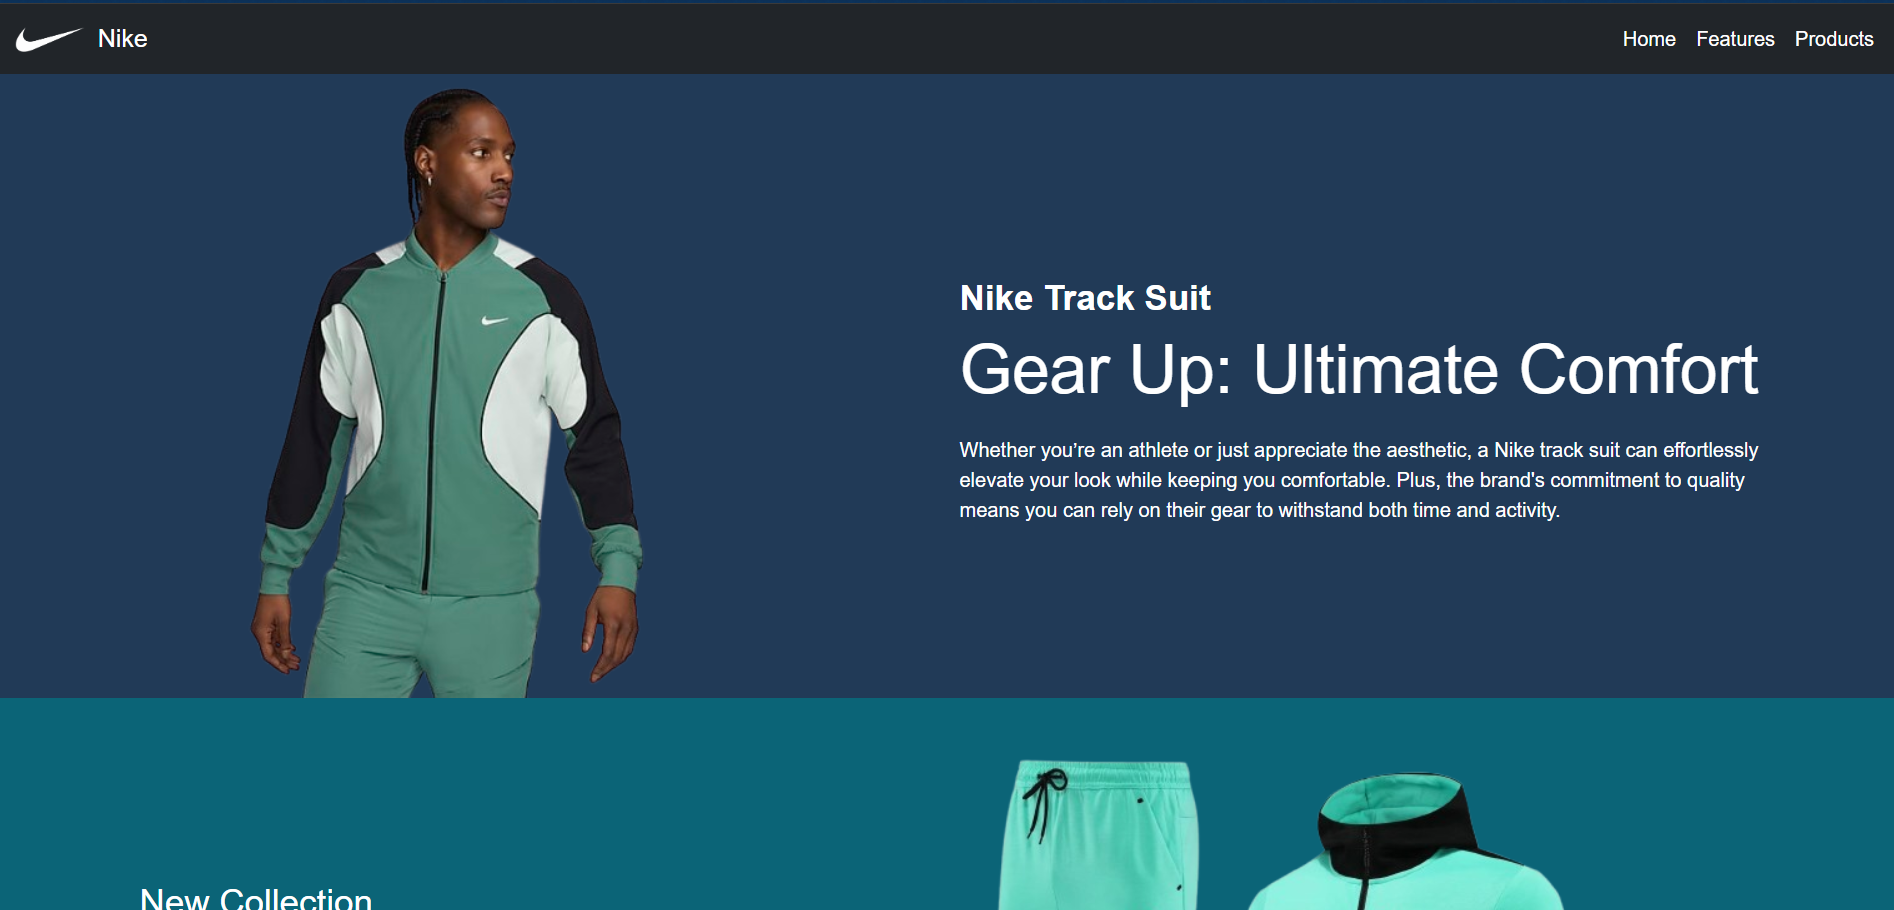 Nike
Home Features Products
Nike Track Suit
Gear Up: Ultimate Comfort
Whether you’re an athlete or just appreciate the aesthetic, a Nike track suit can effortlessly
elevate your look while keeping you comfortable. Plus, the brand's commitment to quality
means you can rely on their gear to withstand both time and activity.
New Collection